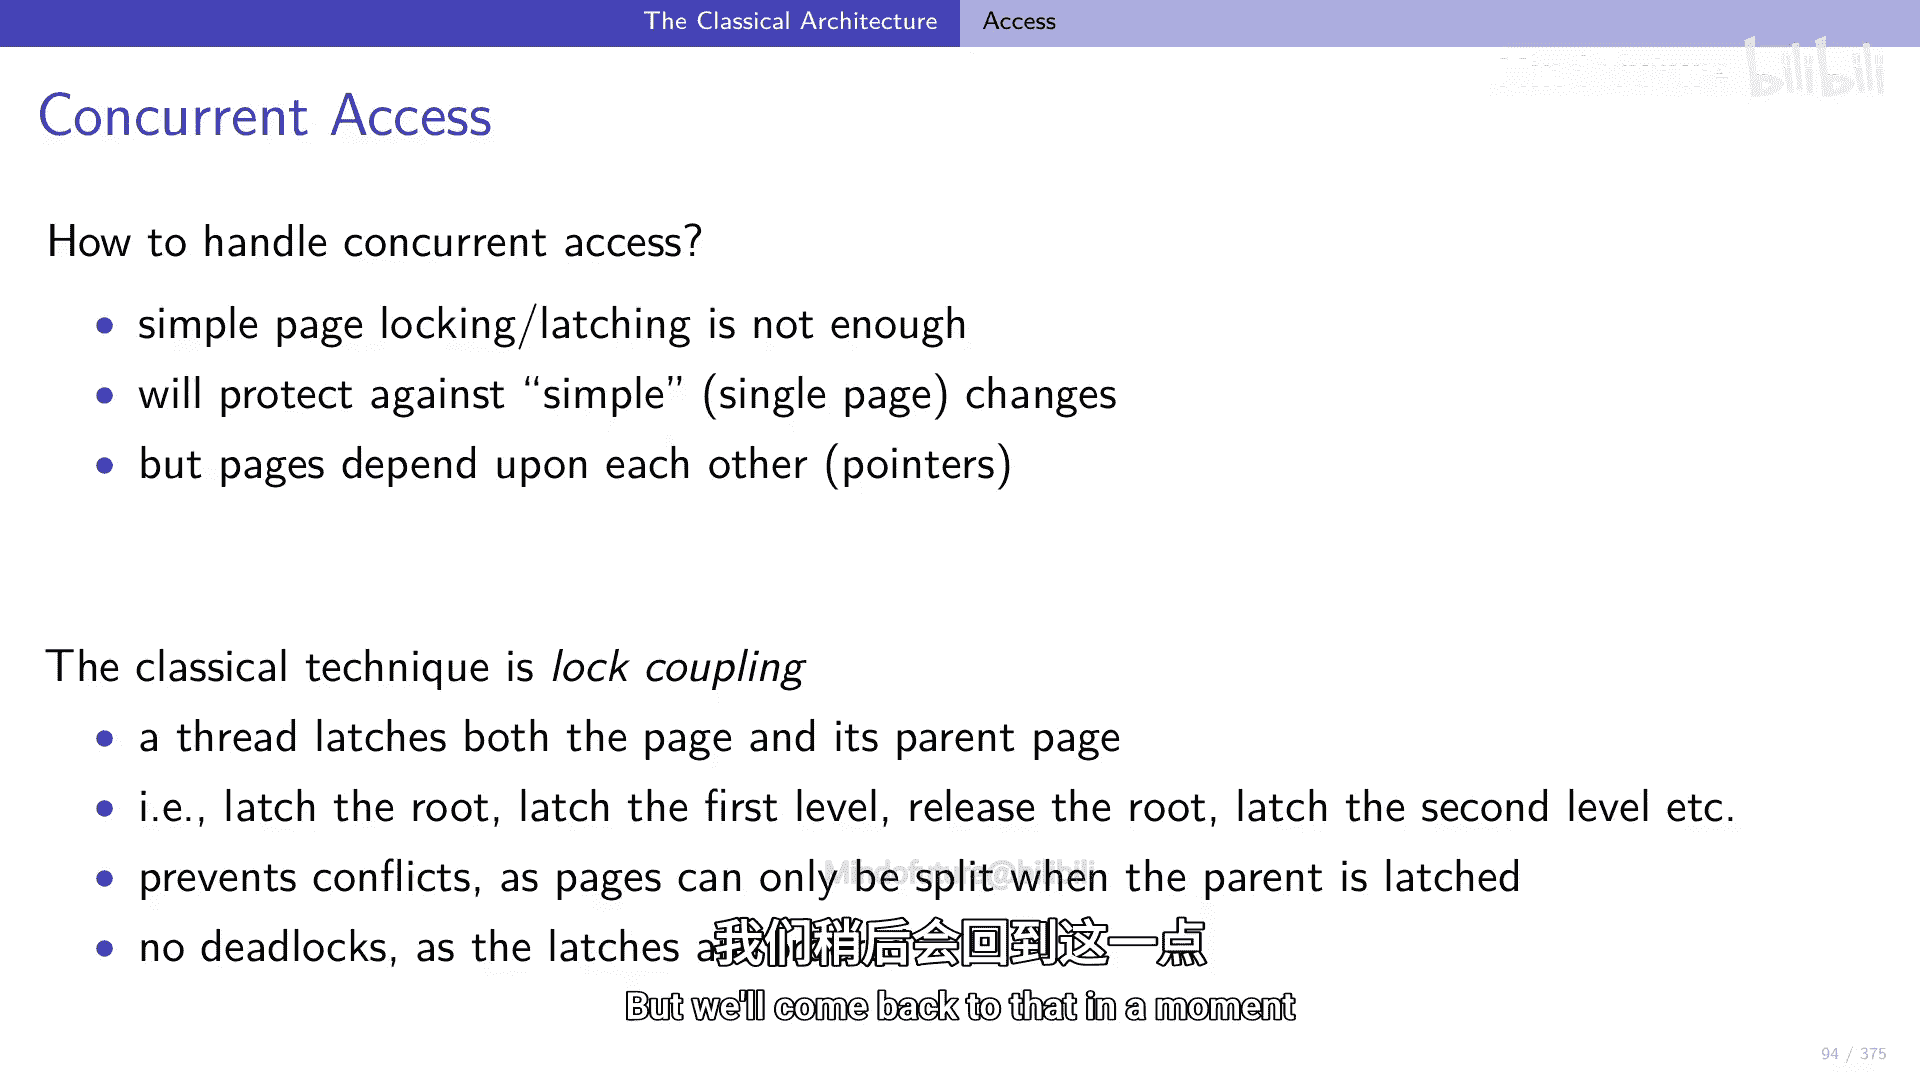 The Classical Architecture
Access
bilibili
Concurrent Access
How to handle concurrent access?
• simple page locking/latching is not enough
• will protect against “simple” (single page) changes
• but pages depend upon each other (pointers)
The classical technique is lock coupling
• a thread latches both the page and its parent page
• i.e., latch the root, latch the first level, release the root, latch the second level etc.
• prevents conflicts, as pages can only be split when the parent is latched
Mindofutura@bilibili
• no deadlocks, as the latches
我们稍后会回到这一点
But we'll come back to that in a moment
94 / 375